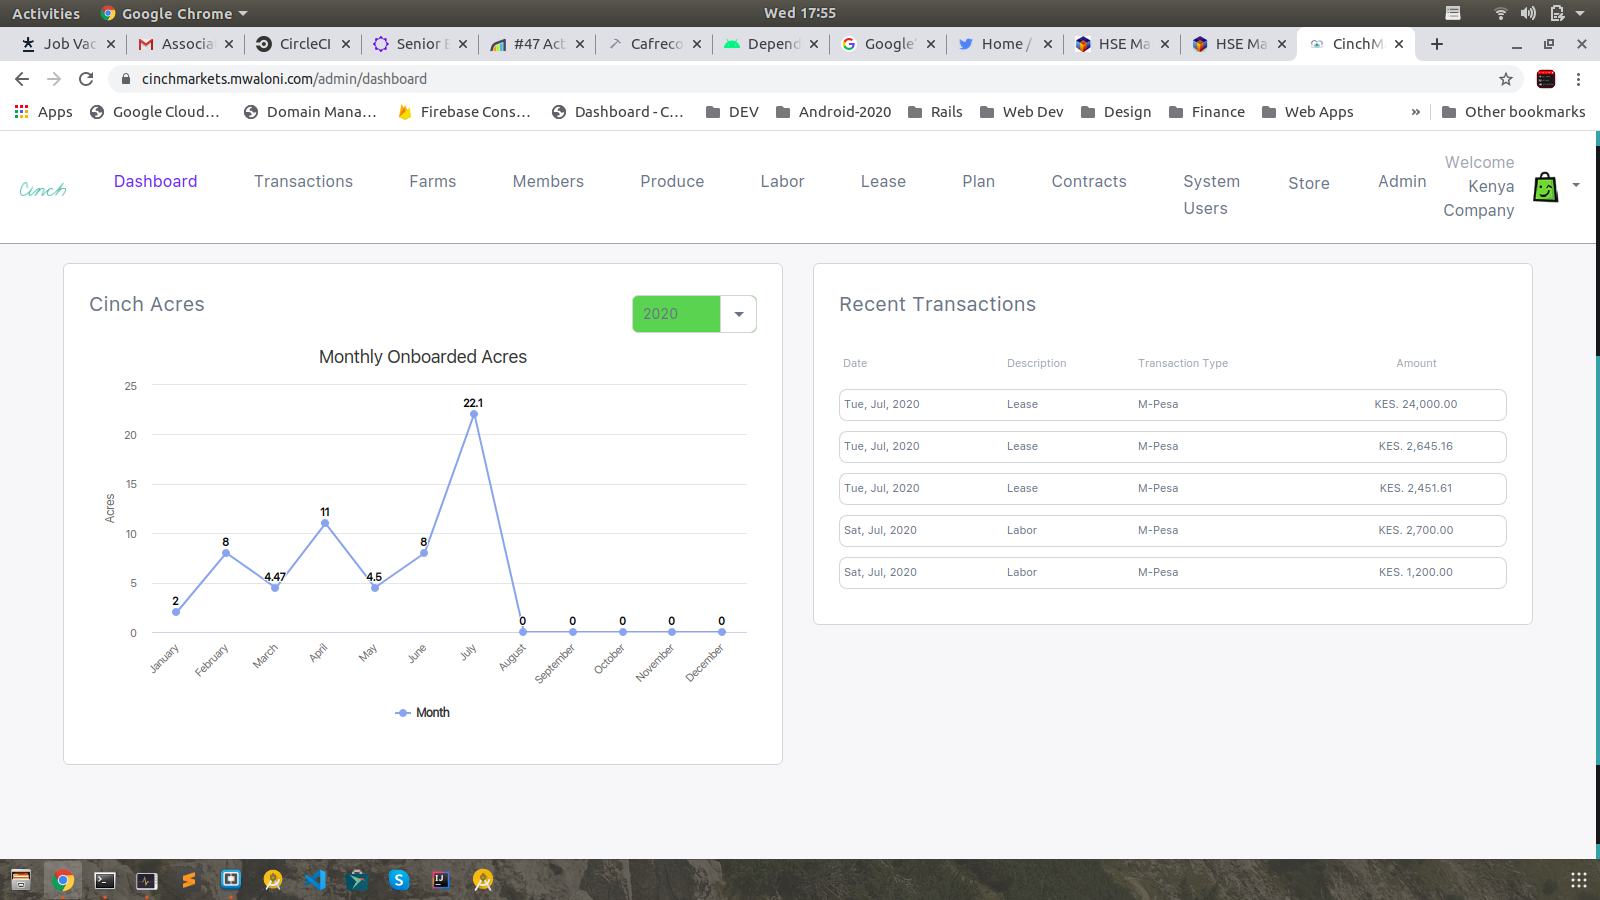 Activities Google Chrome Wed 17:55
Job Vac Associa CircleCI Senior E #47 Act Cafreco Depend Google' Home / HSE Ma HSE Ma CinchM
cinchmarkets.mwaloni.com/admin/dashboard
Apps Google Cloud... Domain Mana... Firebase Cons... Dashboard - C... DEV Android-2020 Rails Web Dev Design Finance Web Apps » Other bookmarks
Cinch Dashboard Transactions Farms Members Produce Labor Lease Plan Contracts System Users Store Admin Welcome Kenya Company
Cinch Acres
2020
Monthly Onboarded Acres
Acres
25
20
15
10
5
0
2 8 4.47 11 4.5 8 22.1 0 0 0 0 0
January February March April May June July August September October November December
Month
Recent Transactions
Date Description Transaction Type Amount
Tue, Jul, 2020 Lease M-Pesa KES. 24,000.00
Tue, Jul, 2020 Lease M-Pesa KES. 2,645.16
Tue, Jul, 2020 Lease M-Pesa KES. 2,451.61
Sat, Jul, 2020 Labor M-Pesa KES. 2,700.00
Sat, Jul, 2020 Labor M-Pesa KES. 1,200.00